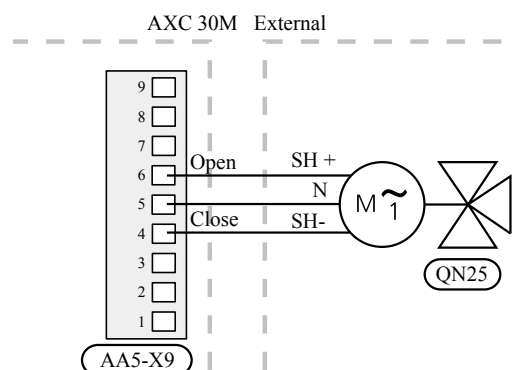 AXC 30M External
9
8
7
6 Open SH +
5 N
4 Close SH-
3
2
1
M ~ 1
QN25
AA5-X9